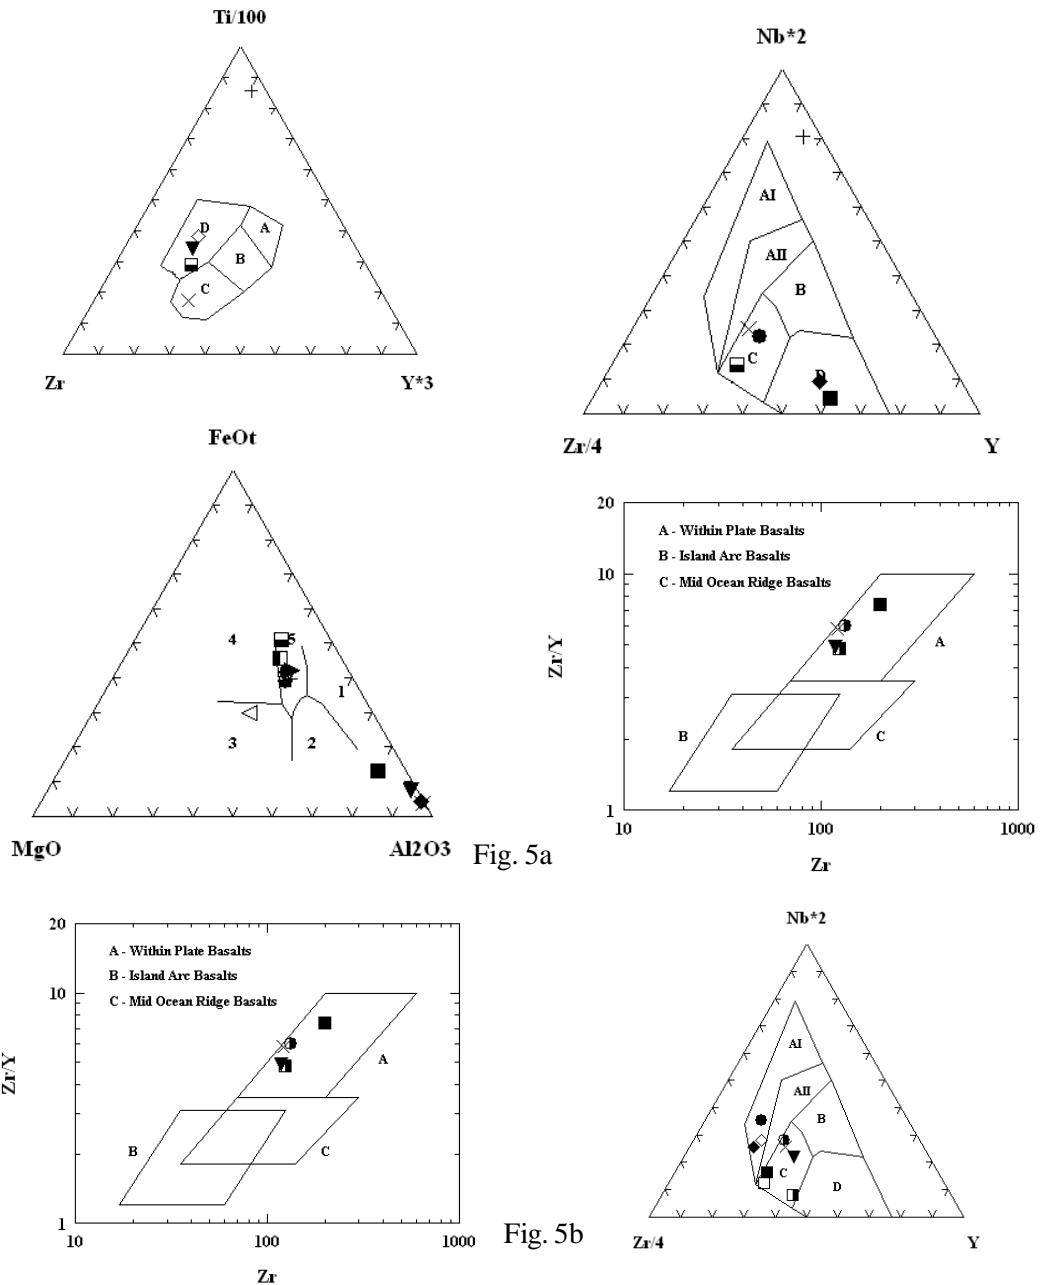 Ti/100
D
A
B
C
Zr
Y*3
Nb*2
AI
AII
B
C
D
Zr/4
Y
FeOt
4
5
1
3
2
MgO
Al2O3
Fig. 5a
20
A - Within Plate Basalts
B - Island Arc Basalts
10
C - Mid Ocean Ridge Basalts
Zr/Y
A
B
C
1
10
100
1000
Zr
20
A - Within Plate Basalts
B - Island Arc Basalts
10
C - Mid Ocean Ridge Basalts
Zr/Y
A
B
C
1
10
100
1000
Zr
Fig. 5b
Nb*2
AI
AII
B
C
D
Zr/4
Y